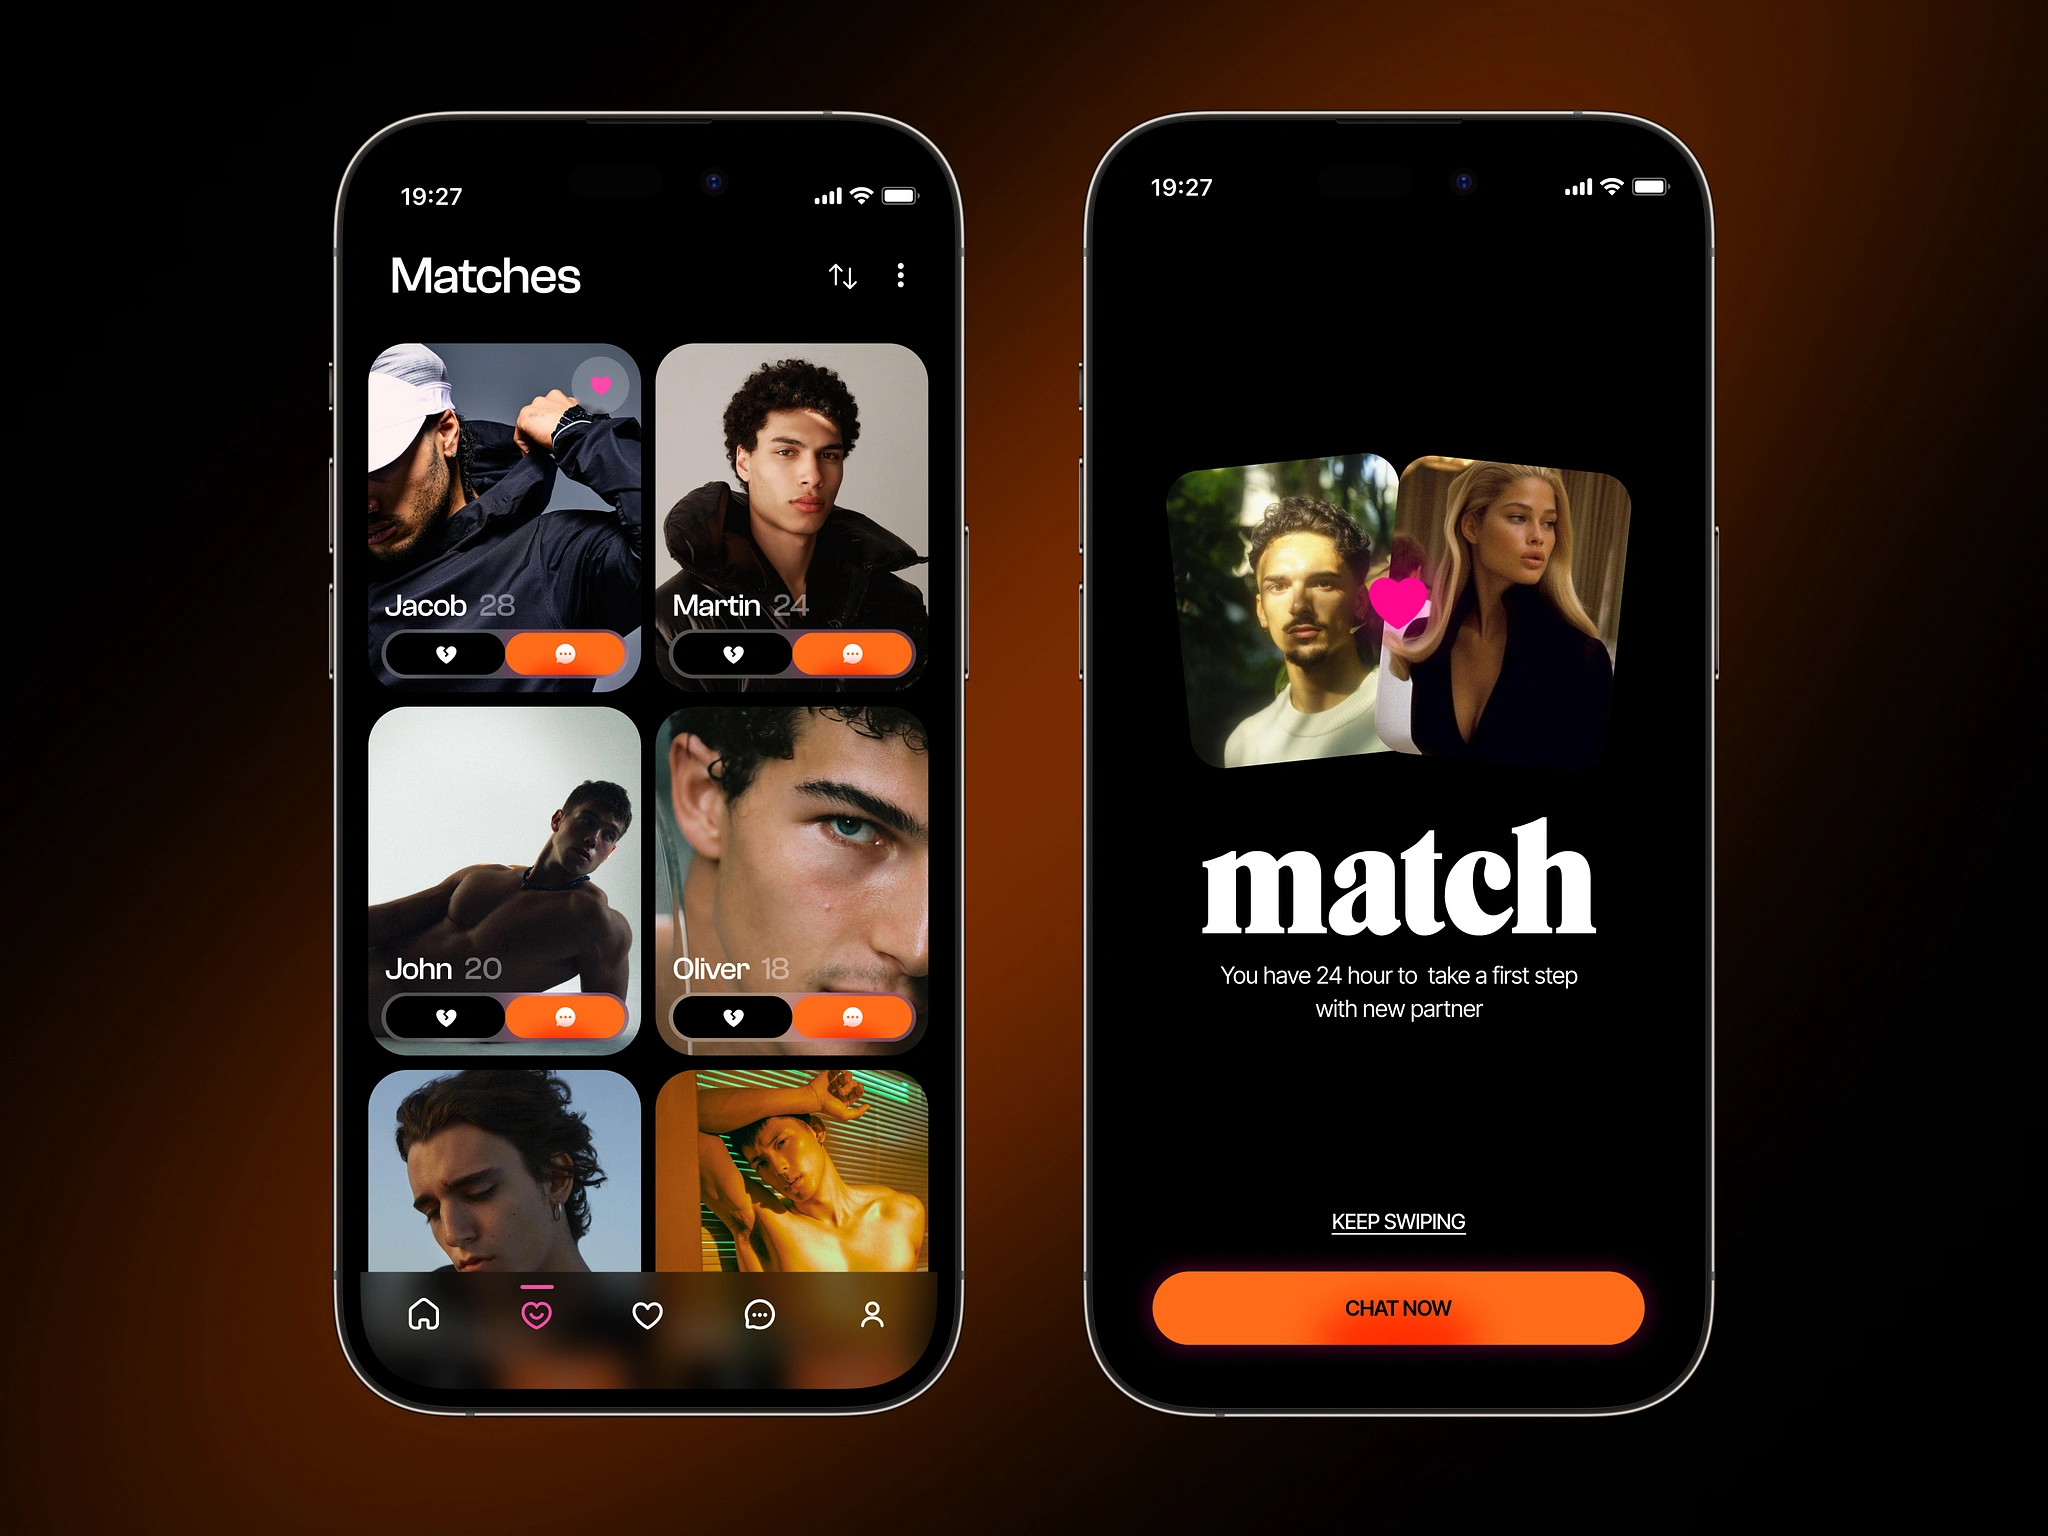 19:27
Matches
Jacob 28
Martin 24
John 20
Oliver 18
19:27
match
You have 24 hour to  take a first step
with new partner
KEEP SWIPING
CHAT NOW